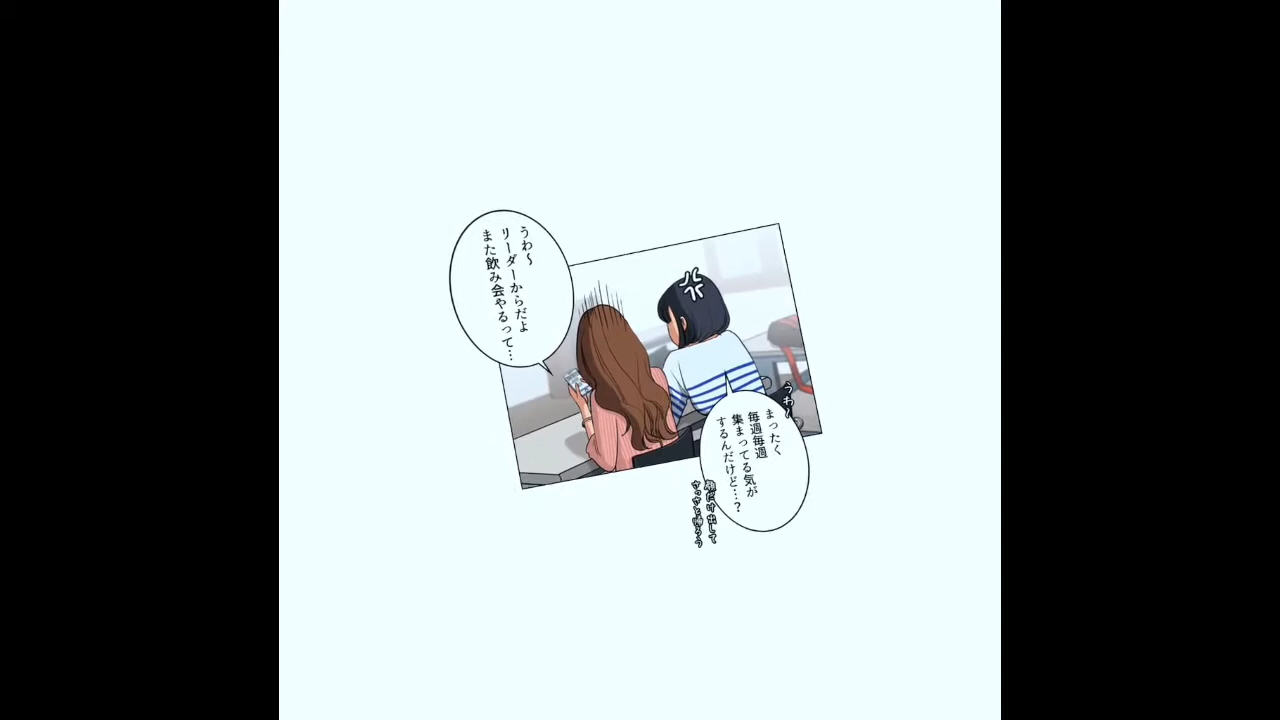 うわ〜
リーダーからだよ
また飲み会やるって…
うわ〜
まったく
毎週毎週
集まってる気が
するんだけど…?
顔だけ出して
さっさと帰ろう